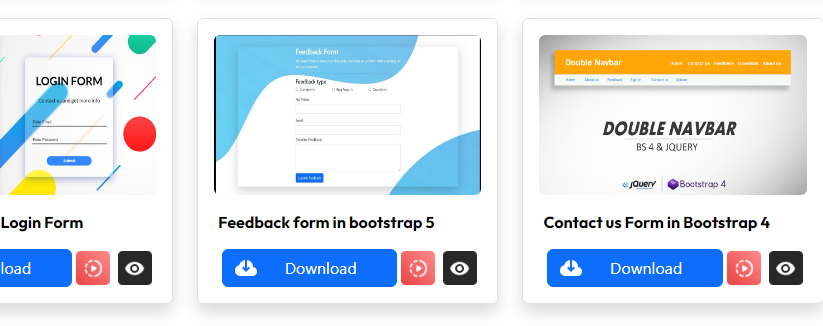 LOGIN FORM
Contact us and get more info
Enter Email
Enter Password
Submit
Login Form
load
Feedback Form
Feedback type
Comments Bug Reports Questions
Full Name
Email
Describe Feedback
Submit Feedback
Feedback form in bootstrap 5
Download
Double Navbar
Home Contact Us Feedback Download About us
Home About us Feedback Sign in Contact us Upload
DOUBLE NAVBAR
BS 4 & JQUERY
jQuery
Bootstrap 4
Contact us Form in Bootstrap 4
Download